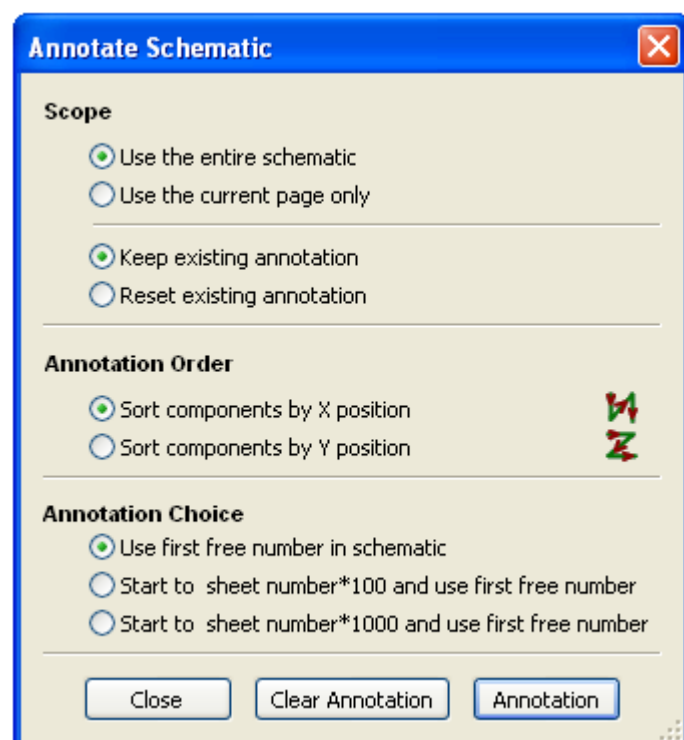 Annotate Schematic
Scope
Use the entire schematic
Use the current page only
Keep existing annotation
Reset existing annotation
Annotation Order
Sort components by X position
Sort components by Y position
Annotation Choice
Use first free number in schematic
Start to  sheet number*100 and use first free number
Start to  sheet number*1000 and use first free number
Close Clear Annotation Annotation